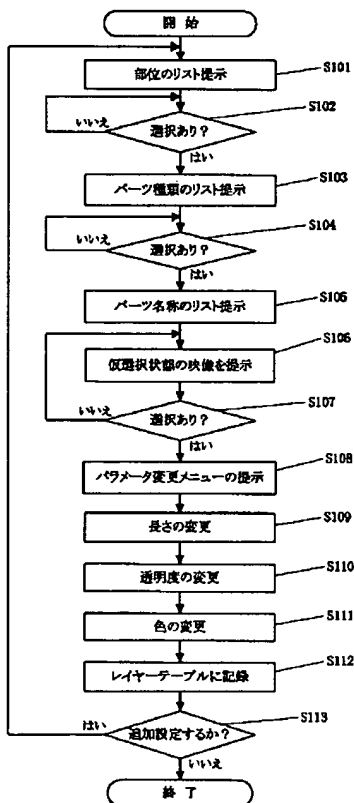 開 始
部位のリスト提示
S101
選択あり?
S102
いいえ
はい
パーツ種類のリスト提示
S103
選択あり?
S104
いいえ
はい
パーツ名称のリスト提示
S105
仮選択状態の映像を提示
S106
選択あり?
S107
いいえ
はい
パラメータ変更メニューの提示
S108
長さの変更
S109
透明度の変更
S110
色の変更
S111
レイヤーテーブルに記録
S112
追加設定するか?
S113
はい
いいえ
終 了